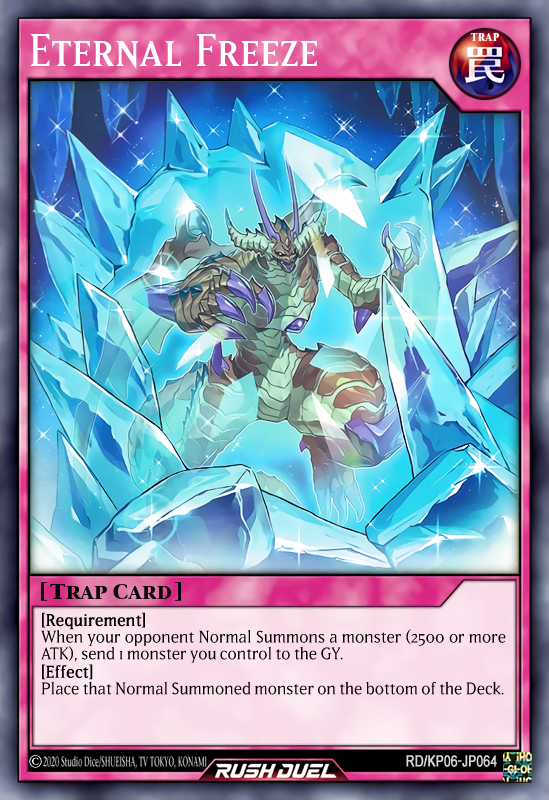 Eternal Freeze
TRAP
罠
[Trap Card]
[Requirement]
When your opponent Normal Summons a monster (2500 or more
ATK), send 1 monster you control to the GY.
[Effect]
Place that Normal Summoned monster on the bottom of the Deck.
©2020 Studio Dice/SHUEISHA, TV TOKYO, KONAMI
RUSH DUEL
RD/KP06-JP064